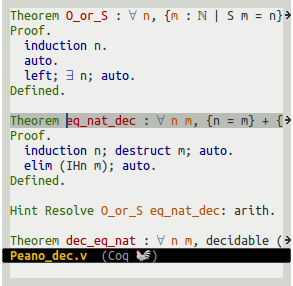 Theorem O_or_S : ∀ n, {m : ℕ | S m = n}
Proof.
induction n.
auto.
left; ∃ n; auto.
Defined.
Theorem eq_nat_dec : ∀ n m, {n = m} + {
Proof.
induction n; destruct m; auto.
elim (IHn m); auto.
Defined.
Hint Resolve O_or_S eq_nat_dec: arith.
Theorem dec_eq_nat : ∀ n m, decidable (
Peano_dec.v (Coq 🐓)